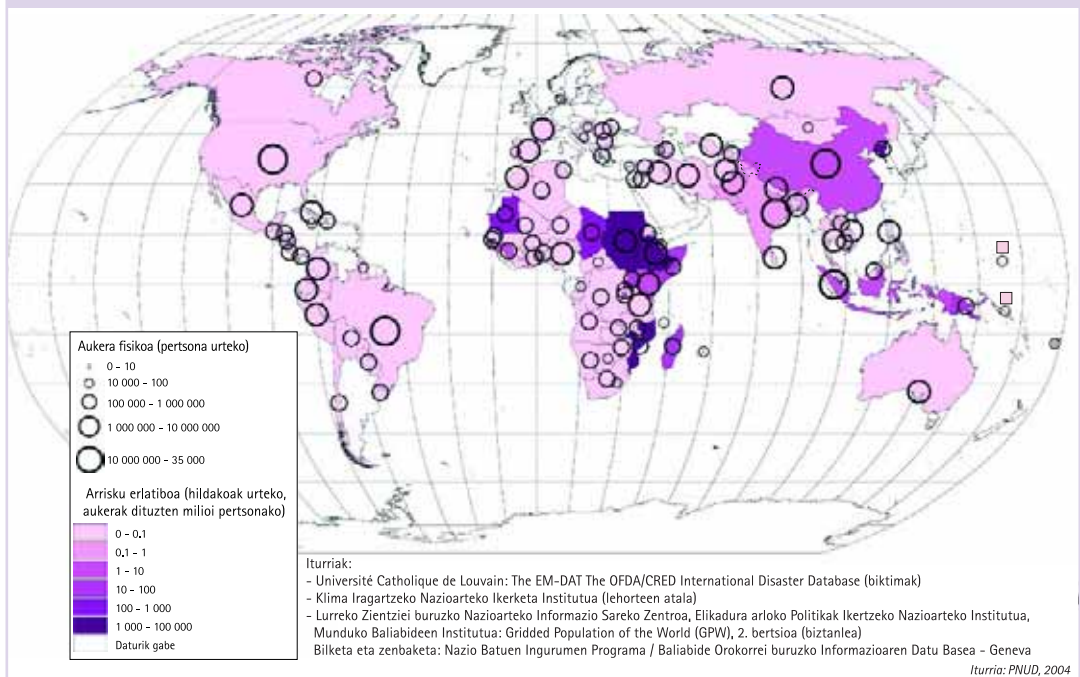 Aukera fisikoa (pertsona urteko)
0 - 10
10 000 - 100
100 000 - 1 000 000
1 000 000 - 10 000 000
10 000 000 - 35 000
Arrisku erlatiboa (hildakoak urteko,
aukerak dituzten milioi pertsonako)
0 - 0.1
0.1 - 1
1 - 10
10 - 100
100 - 1 000
1 000 - 100 000
Daturik gabe
Iturriak:
- Université Catholique de Louvain: The EM-DAT The OFDA/CRED International Disaster Database (biktimak)
- Klima Iragartzeko Nazioarteko Ikerketa Institutua (lehorteen atala)
- Lurreko Zientziei buruzko Nazioarteko Informazio Sareko Zentroa, Elikadura arloko Politikak Ikertzeko Nazioarteko Institutua,
Munduko Baliabideen Institutua: Gridded Population of the World (GPW), 2. bertsioa (biztanlea)
Bilketa eta zenbaketa: Nazio Batuen Ingurumen Programa / Baliabide Orokorrei buruzko Informazioaren Datu Basea - Geneva
Iturria: PNUD, 2004